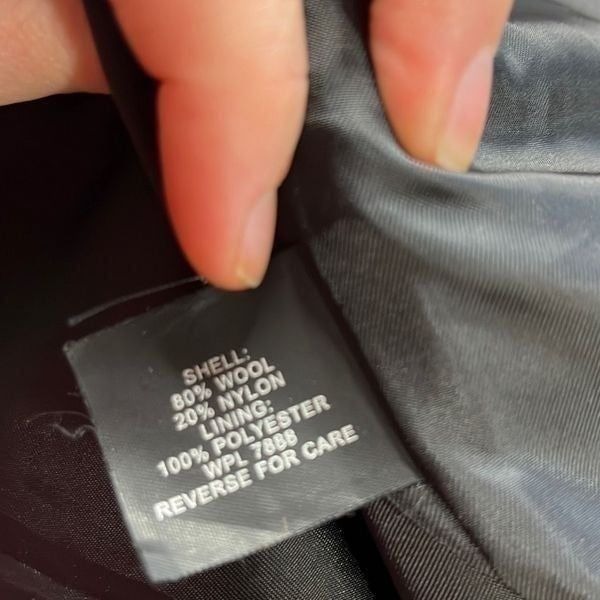 SHELL:
80% WOOL
20% NYLON
LINING:
100% POLYESTER
WPL 7888
REVERSE FOR CARE